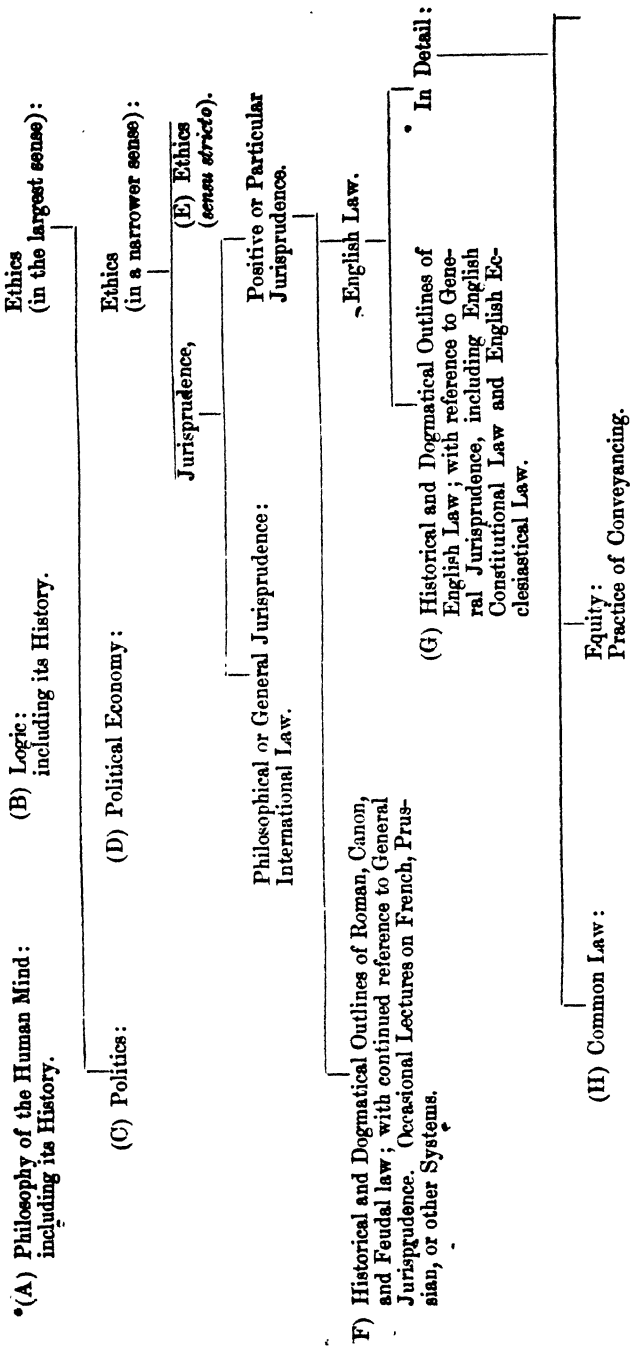 *(A) Philosophy of the Human Mind:
including its History.
(B) Logic:
including its History.
Ethics
(in the largest sense):
(C) Politics:
(D) Political Economy:
Ethics
(in a narrower sense):
Jurisprudence,
(E) Ethics
(sensu stricto).
Philosophical or General Jurisprudence:
International Law.
Positive or Particular
Jurisprudence.
F) Historical and Dogmatical Outlines of Roman, Canon,
and Feudal law; with continued reference to General
Jurisprudence. Occasional Lectures on French, Prus-
sian, or other Systems.
English Law.
(G) Historical and Dogmatical Outlines of
English Law; with reference to Gene-
ral Jurisprudence, including English
Constitutional Law and English Ec-
clesiastical Law.
In Detail:
(H) Common Law:
Equity:
Practice of Conveyancing.